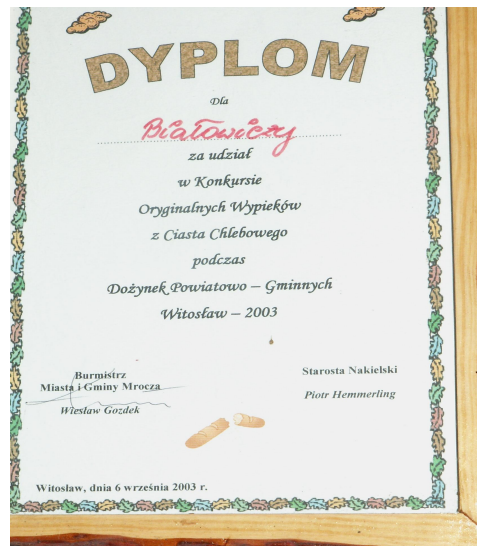 DYPLOM
Dla
Białowiczy
za udział
w Konkursie
Oryginalnych Wypieków
z Ciasta Chlebowego
podczas
Dożynek Powiatowo – Gminnych
Witosław – 2003
Burmistrz
Miasta i Gminy Mrocza
Wiesław Gozdek
Starosta Nakielski
Piotr Hemmerling
Witosław, dnia 6 września 2003 r.